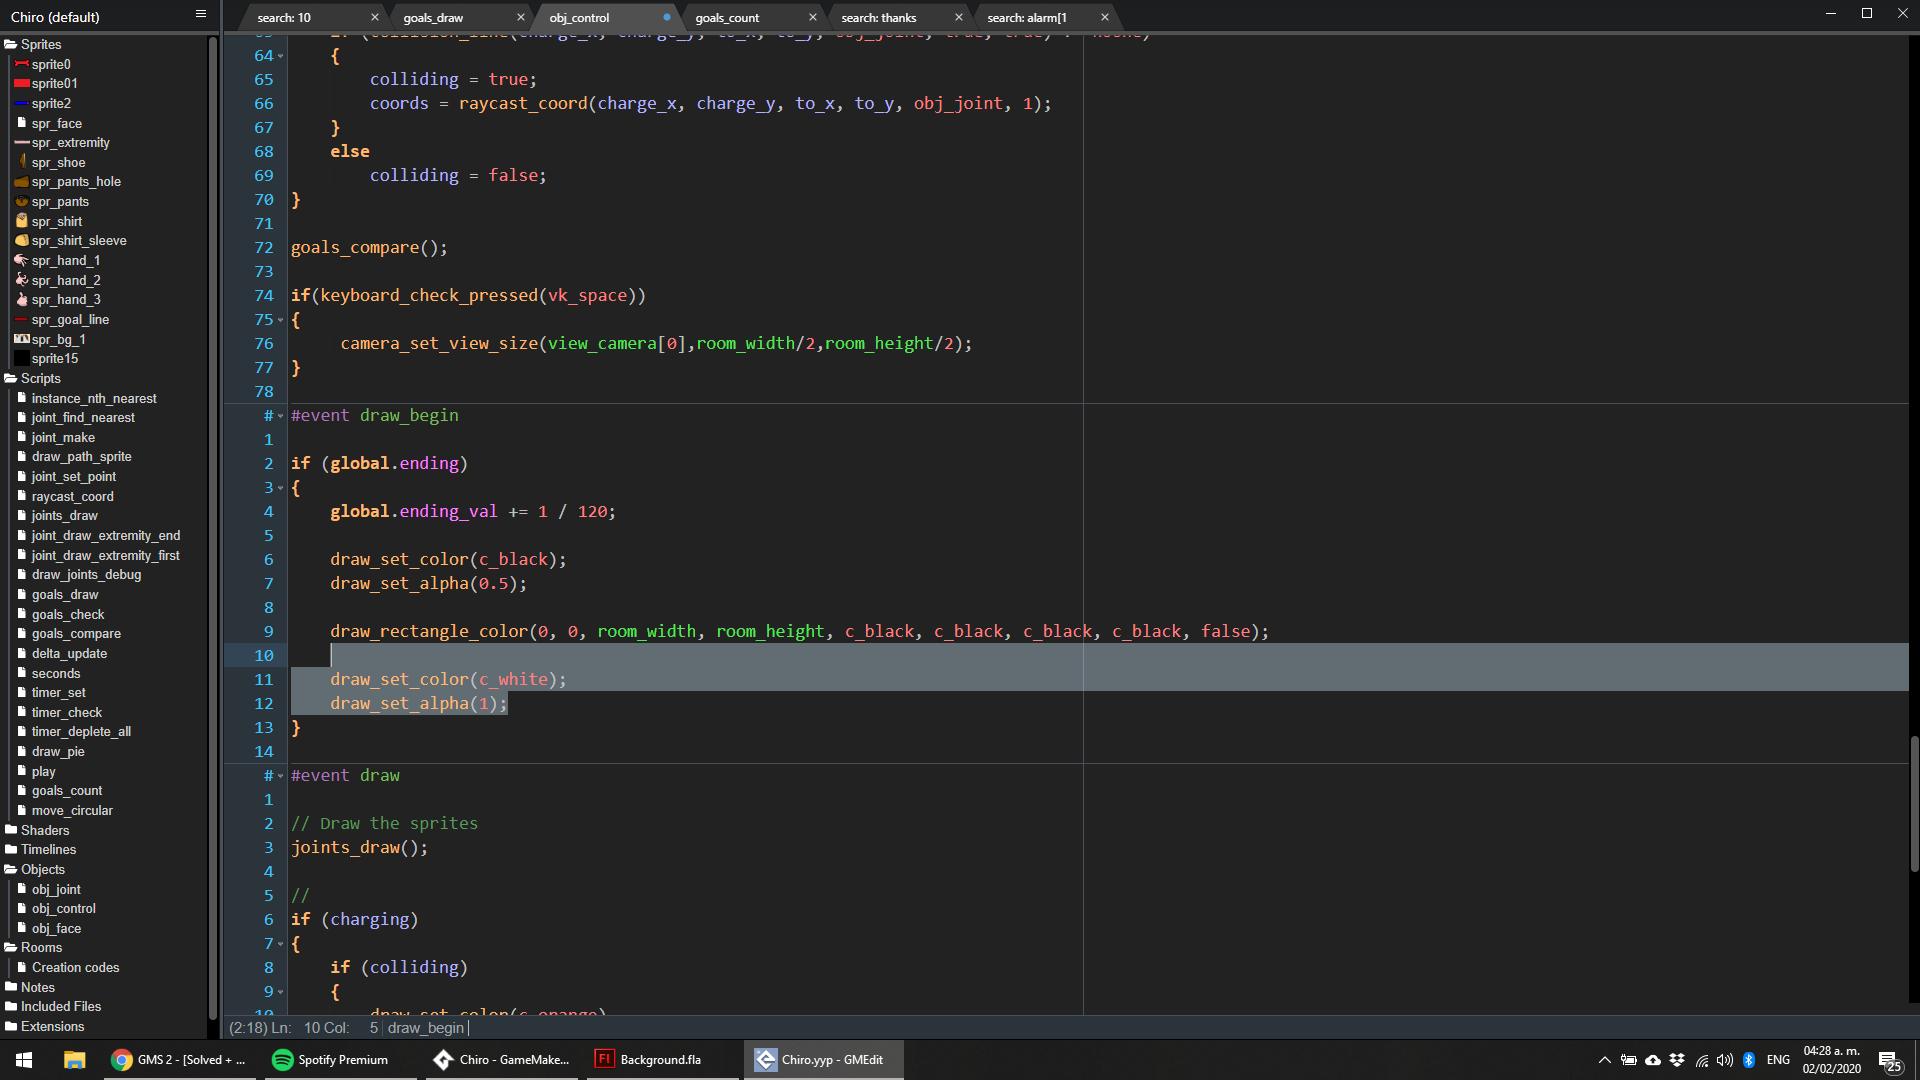 Chiro (default)
search: 10
goals_draw
obj_control
goals_count
search: thanks
search: alarm[1
Sprites
sprite0
sprite01
sprite2
spr_face
spr_extremity
spr_shoe
spr_pants_hole
spr_pants
spr_shirt
spr_shirt_sleeve
spr_hand_1
spr_hand_2
spr_hand_3
spr_goal_line
spr_bg_1
sprite15
Scripts
instance_nth_nearest
joint_find_nearest
joint_make
draw_path_sprite
joint_set_point
raycast_coord
joints_draw
joint_draw_extremity_end
joint_draw_extremity_first
draw_joints_debug
goals_draw
goals_check
goals_compare
delta_update
seconds
timer_set
timer_check
timer_deplete_all
draw_pie
play
goals_count
move_circular
Shaders
Timelines
Objects
obj_joint
obj_control
obj_face
Rooms
Creation codes
Notes
Included Files
Extensions
64 {
65 colliding = true;
66 coords = raycast_coord(charge_x, charge_y, to_x, to_y, obj_joint, 1);
67 }
68 else
69 colliding = false;
70 }
71
72 goals_compare();
73
74 if(keyboard_check_pressed(vk_space))
75 {
76 camera_set_view_size(view_camera[0],room_width/2,room_height/2);
77 }
78
# #event draw_begin
1
2 if (global.ending)
3 {
4 global.ending_val += 1 / 120;
5
6 draw_set_color(c_black);
7 draw_set_alpha(0.5);
8
9 draw_rectangle_color(0, 0, room_width, room_height, c_black, c_black, c_black, c_black, false);
10
11 draw_set_color(c_white);
12 draw_set_alpha(1);
13 }
14
# #event draw
1
2 // Draw the sprites
3 joints_draw();
4
5 //
6 if (charging)
7 {
8 if (colliding)
9 {
(2:18) Ln: 10 Col: 5 draw_begin
GMS 2 - [Solved + ...
Spotify Premium
Chiro - GameMake...
Background.fla
Chiro.yyp - GMEdit
ENG
04:28 a. m.
02/02/2020
25